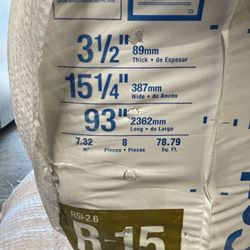 3½" 89mm
Thick • de Espesor
15¼" 387mm
Wide • de Ancho
93" 2362mm
Long • de Largo
7.32 8 78.79
m² Pieces • Piezas Sq. Ft.
RSI-2.6
R-15